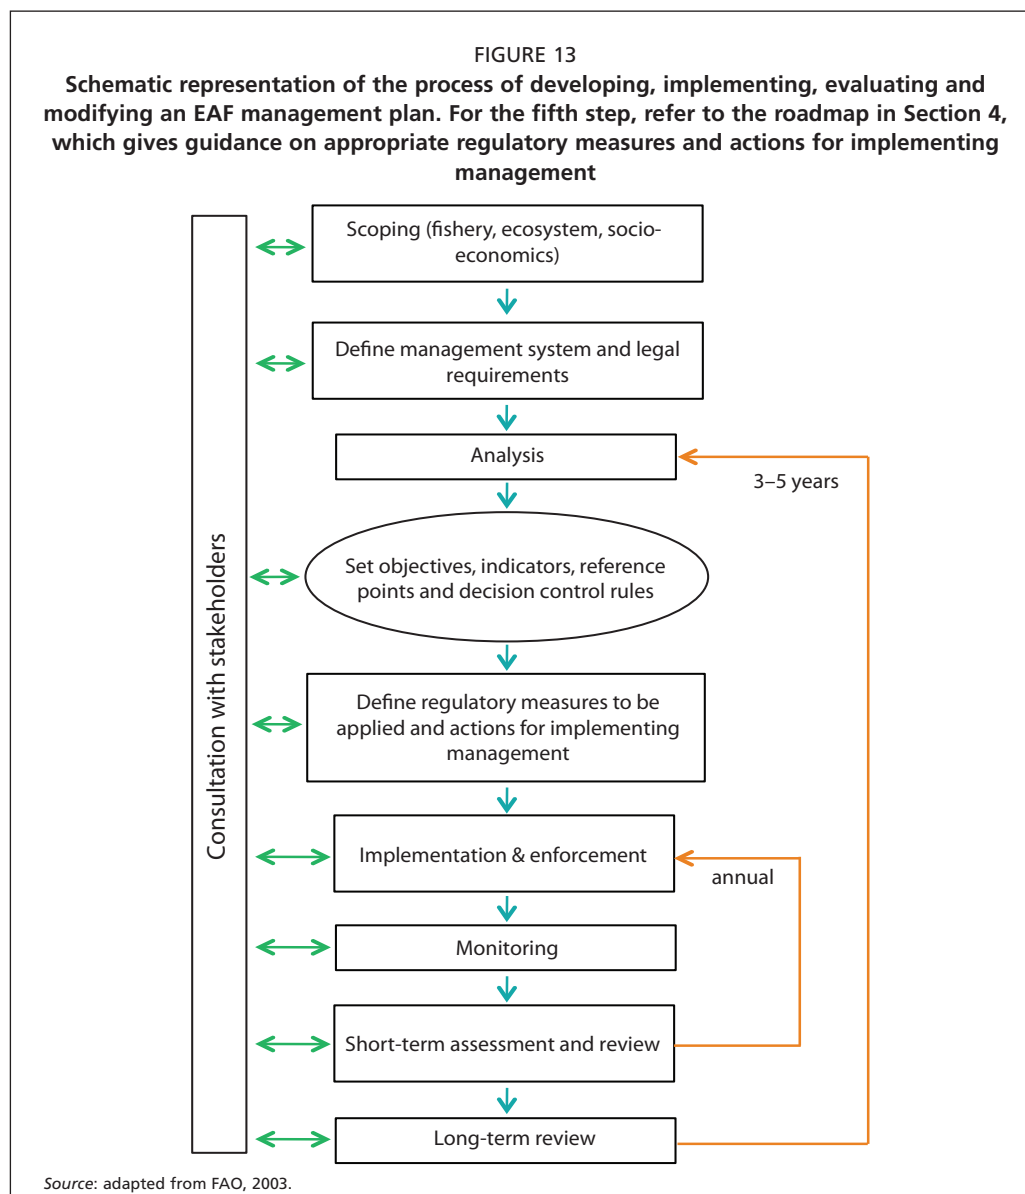 FIGURE 13
Schematic representation of the process of developing, implementing, evaluating and
modifying an EAF management plan. For the fifth step, refer to the roadmap in Section 4,
which gives guidance on appropriate regulatory measures and actions for implementing
management
Consultation with stakeholders
Scoping (fishery, ecosystem, socio-
economics)
Define management system and legal
requirements
Analysis
3–5 years
Set objectives, indicators, reference
points and decision control rules
Define regulatory measures to be
applied and actions for implementing
management
Implementation & enforcement
annual
Monitoring
Short-term assessment and review
Long-term review
Source: adapted from FAO, 2003.